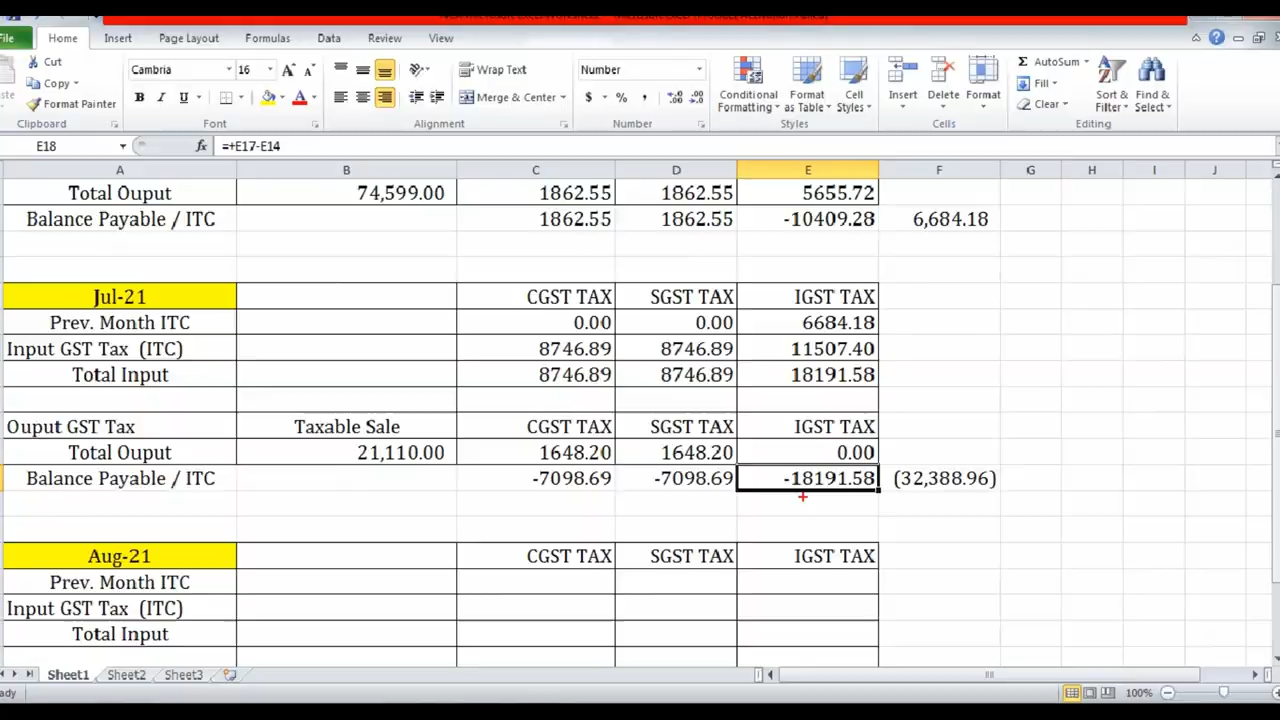 File Home Insert Page Layout Formulas Data Review View
Cut
Copy
Format Painter
Clipboard
Cambria 16
B I U
Font
Wrap Text
Merge & Center
Alignment
Number
$ % ,
Number
Conditional Formatting
Format as Table
Cell Styles
Styles
Insert Delete Format
Cells
Σ AutoSum
Fill
Clear
Sort & Filter
Find & Select
Editing
E18 fx =+E17-E14
A B C D E F G H I J
Total Ouput 74,599.00 1862.55 1862.55 5655.72
Balance Payable / ITC 1862.55 1862.55 -10409.28 6,684.18
Jul-21 CGST TAX SGST TAX IGST TAX
Prev. Month ITC 0.00 0.00 6684.18
Input GST Tax (ITC) 8746.89 8746.89 11507.40
Total Input 8746.89 8746.89 18191.58
Ouput GST Tax Taxable Sale CGST TAX SGST TAX IGST TAX
Total Ouput 21,110.00 1648.20 1648.20 0.00
Balance Payable / ITC -7098.69 -7098.69 -18191.58 (32,388.96)
Aug-21 CGST TAX SGST TAX IGST TAX
Prev. Month ITC
Input GST Tax (ITC)
Total Input
Sheet1 Sheet2 Sheet3
ady 100%